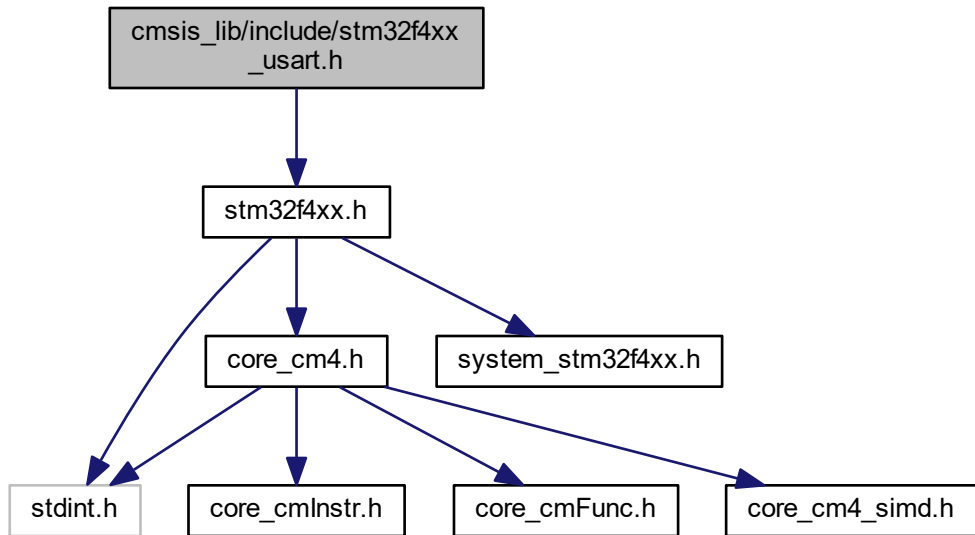 cmsis_lib/include/stm32f4xx
_usart.h
stm32f4xx.h
core_cm4.h
system_stm32f4xx.h
stdint.h
core_cmInstr.h
core_cmFunc.h
core_cm4_simd.h